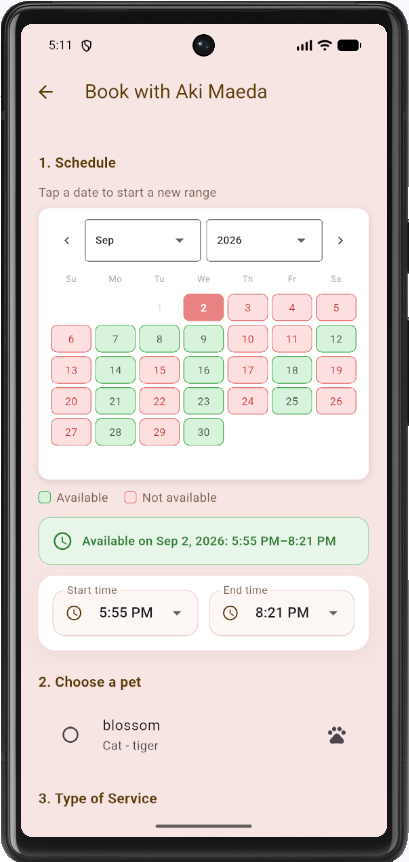 5:11
Book with Aki Maeda
1. Schedule
Tap a date to start a new range
Sep 2026
Su Mo Tu We Th Fr Sa
1 2 3 4 5
6 7 8 9 10 11 12
13 14 15 16 17 18 19
20 21 22 23 24 25 26
27 28 29 30
Available Not available
Available on Sep 2, 2026: 5:55 PM–8:21 PM
Start time End time
5:55 PM 8:21 PM
2. Choose a pet
blossom
Cat - tiger
3. Type of Service